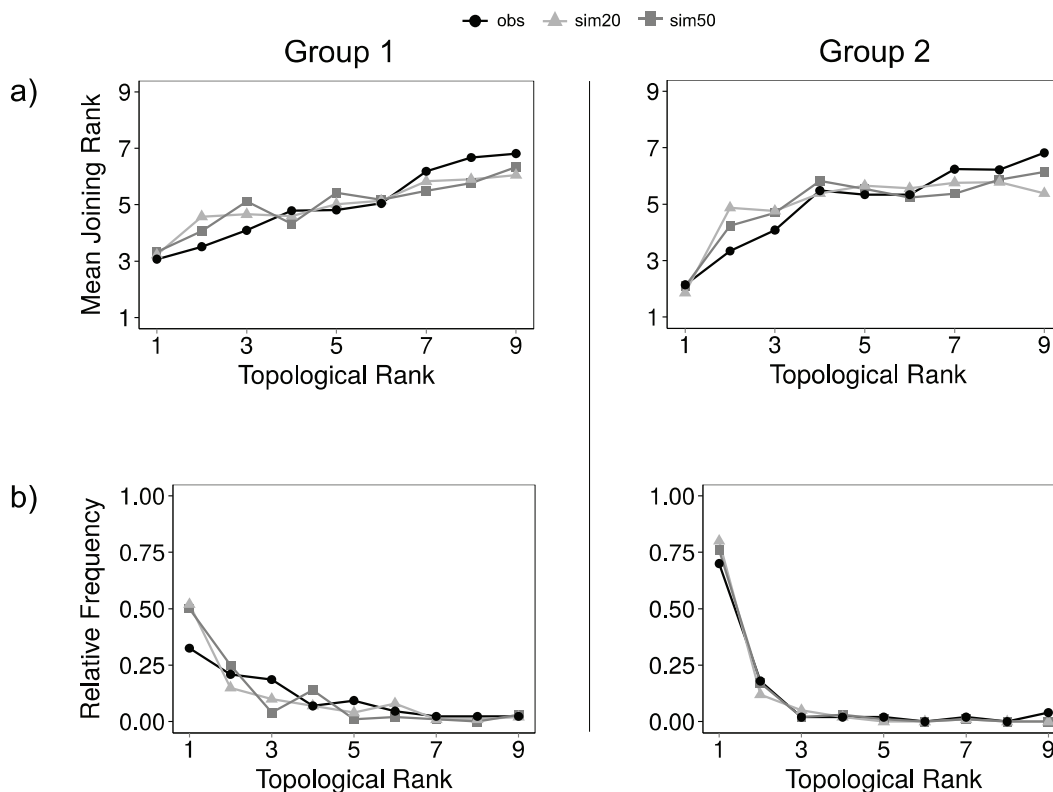 obs sim20 sim50
Group 1 Group 2
a)
Mean Joining Rank
9
7
5
3
1
1 3 5 7 9
Topological Rank
9
7
5
3
1
1 3 5 7 9
Topological Rank
b)
Relative Frequency
1.00
0.75
0.50
0.25
0.00
1 3 5 7 9
Topological Rank
1.00
0.75
0.50
0.25
0.00
1 3 5 7 9
Topological Rank